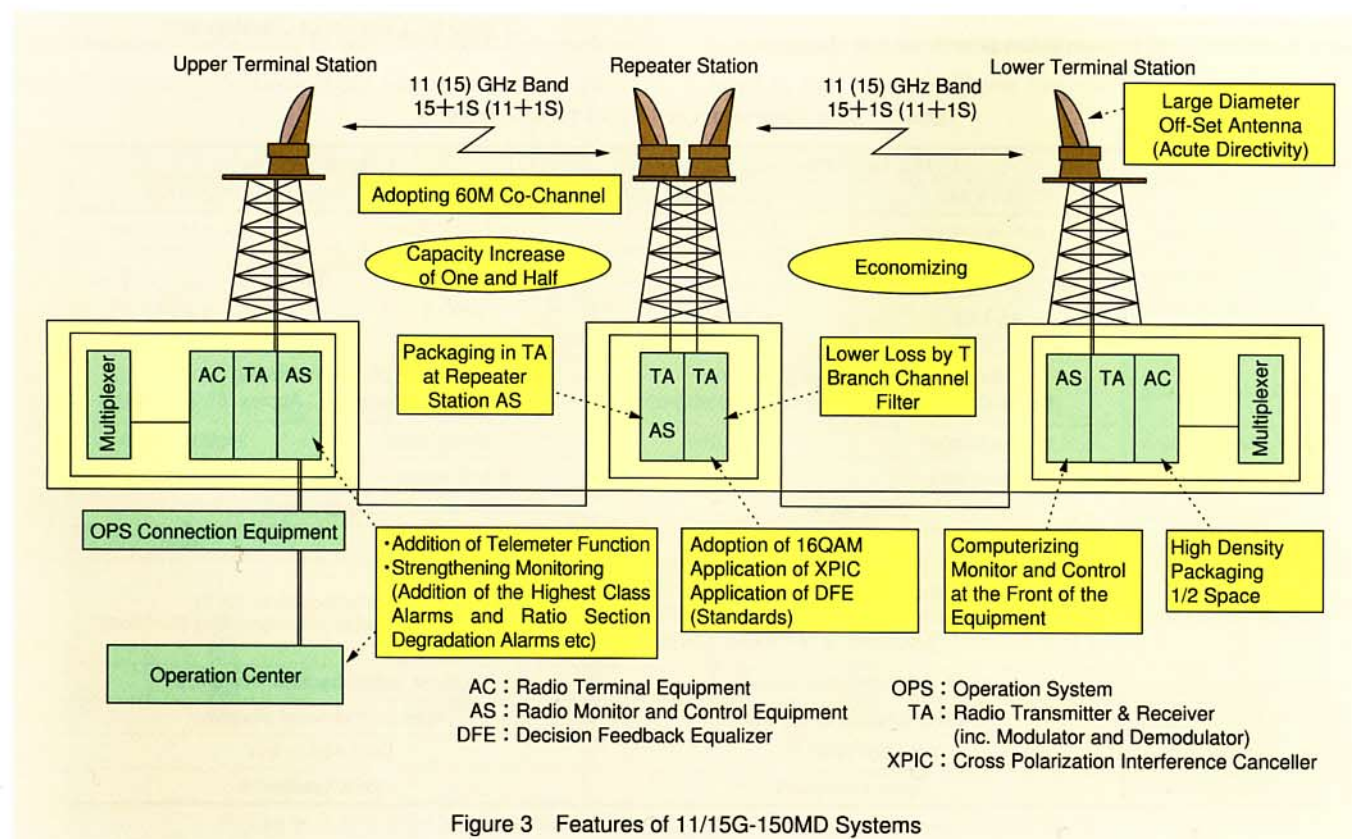 Upper Terminal Station
Repeater Station
Lower Terminal Station
11 (15) GHz Band
15+1S (11+1S)
11 (15) GHz Band
15+1S (11+1S)
Large Diameter
Off-Set Antenna
(Acute Directivity)
Adopting 60M Co-Channel
Capacity Increase
of One and Half
Economizing
Packaging in TA
at Repeater
Station AS
Lower Loss by T
Branch Channel
Filter
Multiplexer
AC TA AS
TA TA
AS
AS TA AC
Multiplexer
OPS Connection Equipment
Operation Center
・Addition of Telemeter Function
・Strengthening Monitoring
(Addition of the Highest Class
Alarms and Ratio Section
Degradation Alarms etc)
Adoption of 16QAM
Application of XPIC
Application of DFE
(Standards)
Computerizing
Monitor and Control
at the Front of the
Equipment
High Density
Packaging
1/2 Space
AC : Radio Terminal Equipment
AS : Radio Monitor and Control Equipment
DFE : Decision Feedback Equalizer
OPS : Operation System
TA : Radio Transmitter & Receiver
(inc. Modulator and Demodulator)
XPIC : Cross Polarization Interference Canceller
Figure 3 Features of 11/15G-150MD Systems